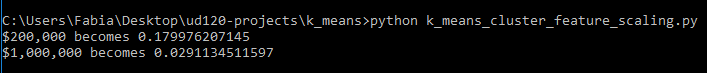 C:\Users\Fabia\Desktop\ud120-projects\k_means>python k_means_cluster_feature_scaling.py
$200,000 becomes 0.179976207145
$1,000,000 becomes 0.0291134511597